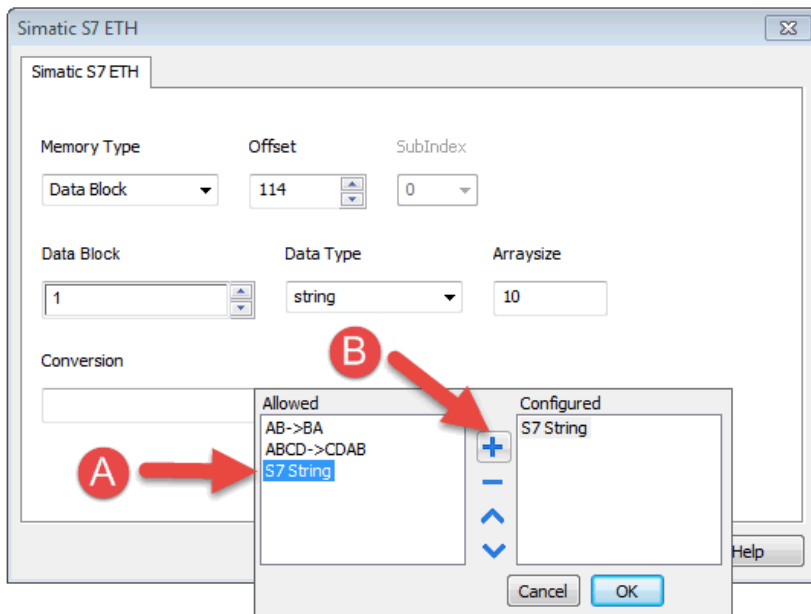 Simatic S7 ETH
Simatic S7 ETH
Memory Type Offset SubIndex
Data Block 114 0
Data Block Data Type Arraysize
1 string 10
Conversion
B
Allowed Configured
AB->BA S7 String
ABCD->CDAB
A S7 String
Help
Cancel OK